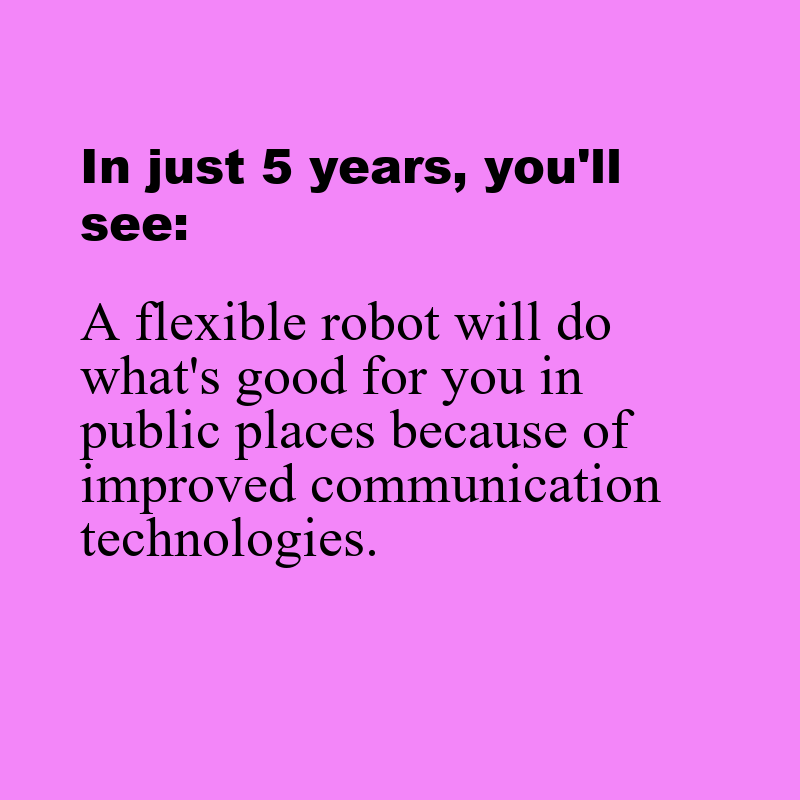 In just 5 years, you'll
see:
A flexible robot will do
what's good for you in
public places because of
improved communication
technologies.